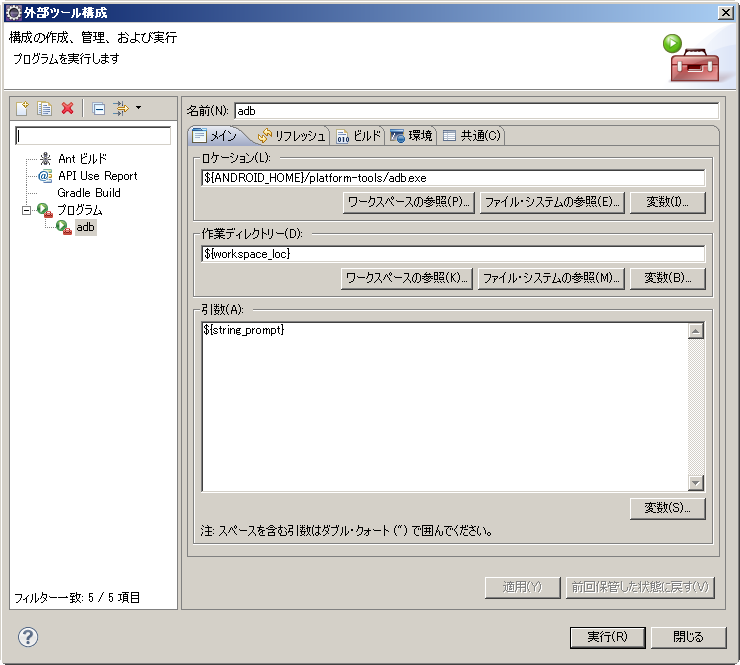 外部ツール構成
構成の作成、管理、および実行
プログラムを実行します
名前(N): adb
メイン リフレッシュ ビルド 環境 共通(C)
Ant ビルド
API Use Report
Gradle Build
プログラム
adb
フィルター一致: 5 / 5 項目
ロケーション(L):
${ANDROID_HOME}/platform-tools/adb.exe
ワークスペースの参照(P)... ファイル・システムの参照(E)... 変数(D)...
作業ディレクトリー(D):
${workspace_loc}
ワークスペースの参照(K)... ファイル・システムの参照(M)... 変数(B)...
引数(A):
${string_prompt}
変数(S)...
注: スペースを含む引数はダブル・クォート (") で囲んでください。
適用(Y) 前回保管した状態に戻す(V)
実行(R) 閉じる